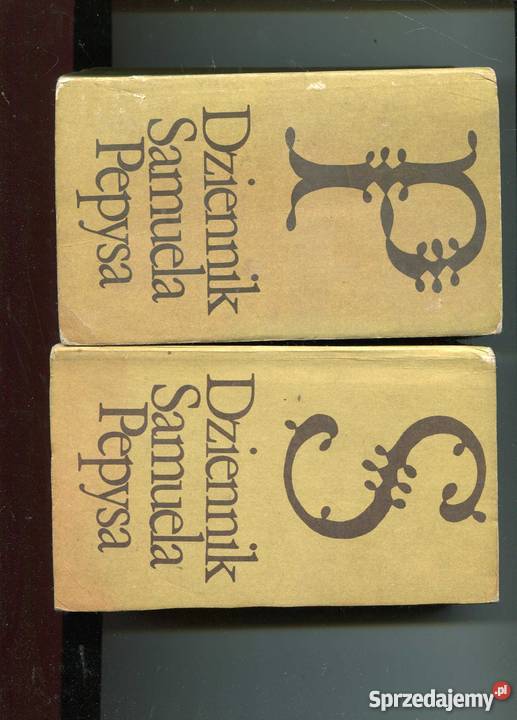 P
Dziennik
Samuela
Pepysa
S
Dziennik
Samuela
Pepysa
Sprzedajemy.pl